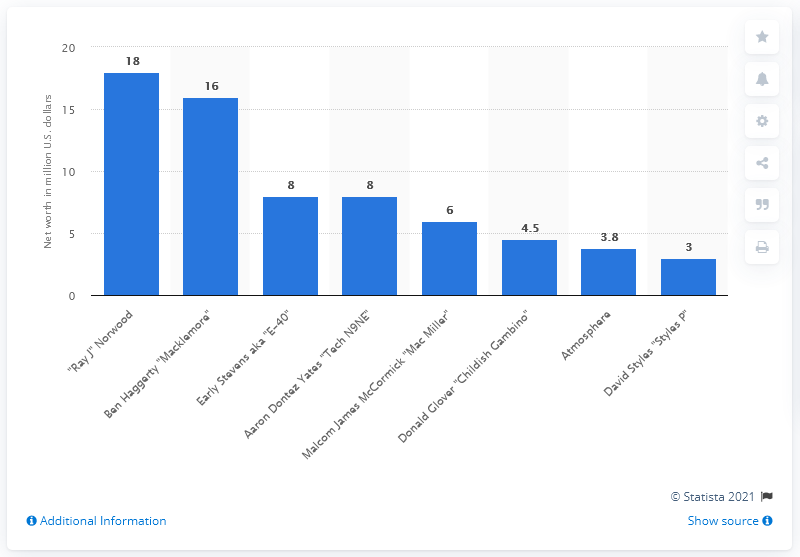 20
15
10
5
0
Net worth in million U.S. dollars
18
16
8
8
6
4.5
3.8
3
"Ray J" Norwood
Ben Haggerty "Macklemore"
Early Stevens aka "E-40"
Aaron Dontez Yates "Tech N9NE"
Malcom James McCormick "Mac Miller"
Donald Glover "Childish Gambino"
Atmosphere
David Styles "Styles P"
© Statista 2021
Additional Information
Show source